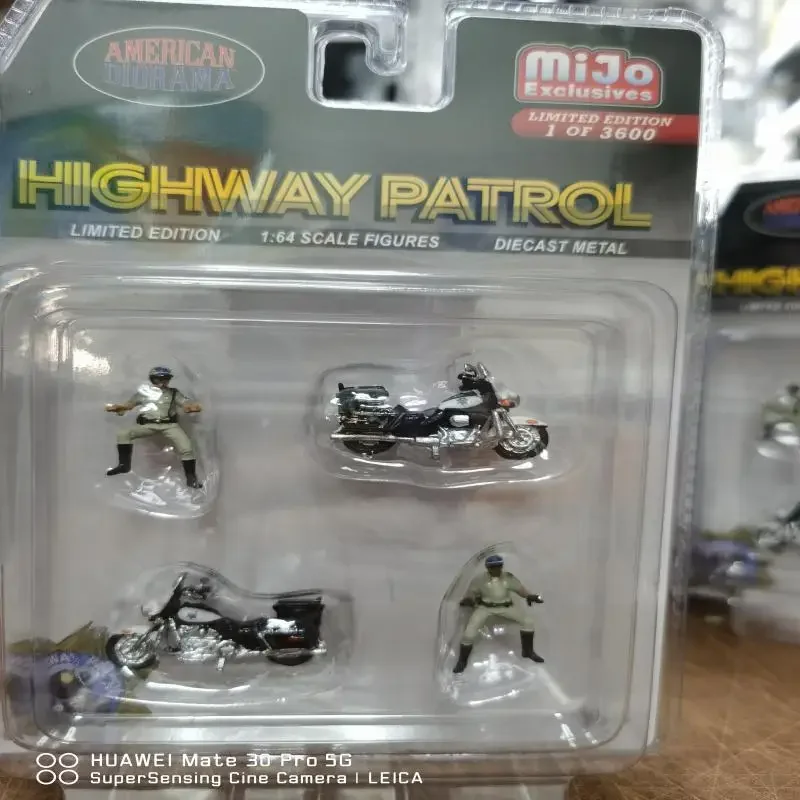 AMERICAN
DIORAMA
MiJo
Exclusives
LIMITED EDITION
1 OF 3600
HIGHWAY PATROL
LIMITED EDITION 1:64 SCALE FIGURES DIECAST METAL
HIGH
HUAWEI Mate 30 Pro 5G
SuperSensing Cine Camera | LEICA